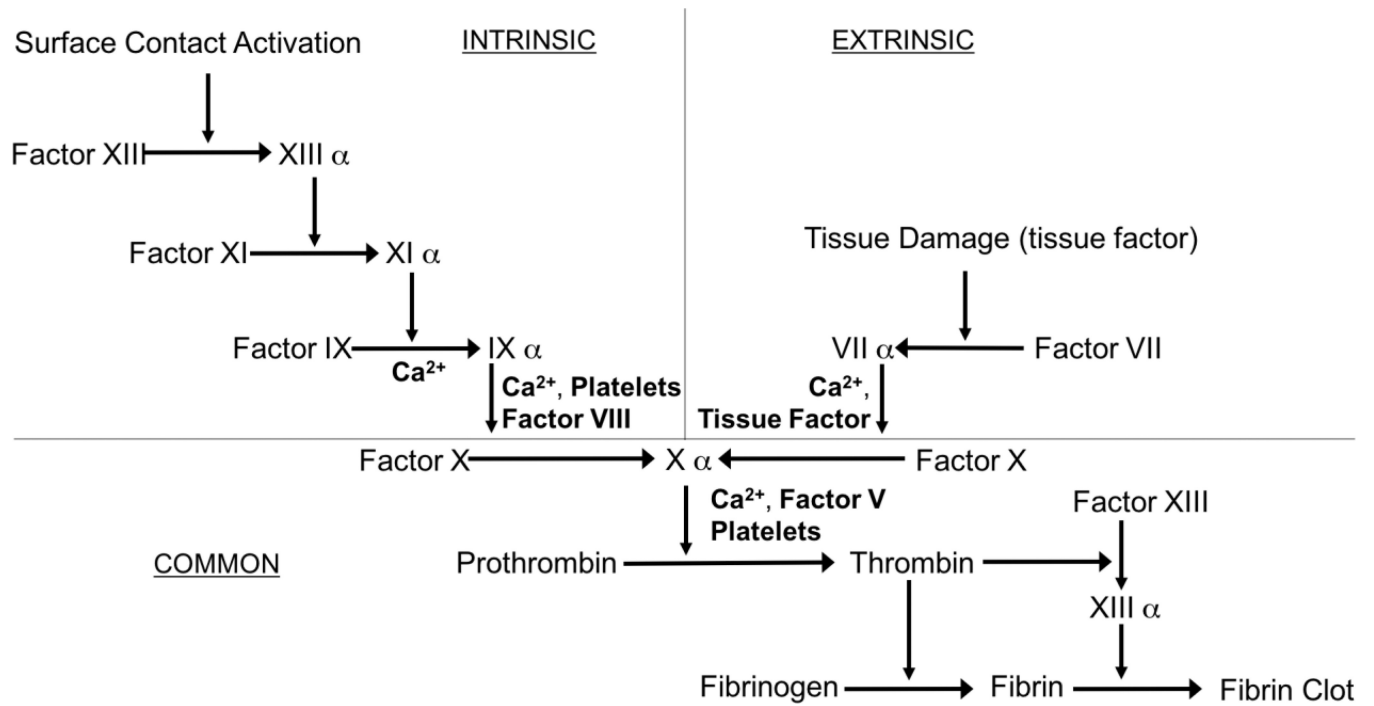 Surface Contact Activation
INTRINSIC
EXTRINSIC
Factor XIII
XIII α
Factor XI
XI α
Tissue Damage (tissue factor)
Factor IX
IX α
Ca²⁺
VII α
Factor VII
Ca²⁺, Platelets
Factor VIII
Ca²⁺,
Tissue Factor
Factor X
X α
Factor X
Ca²⁺, Factor V
Platelets
Factor XIII
COMMON
Prothrombin
Thrombin
XIII α
Fibrinogen
Fibrin
Fibrin Clot